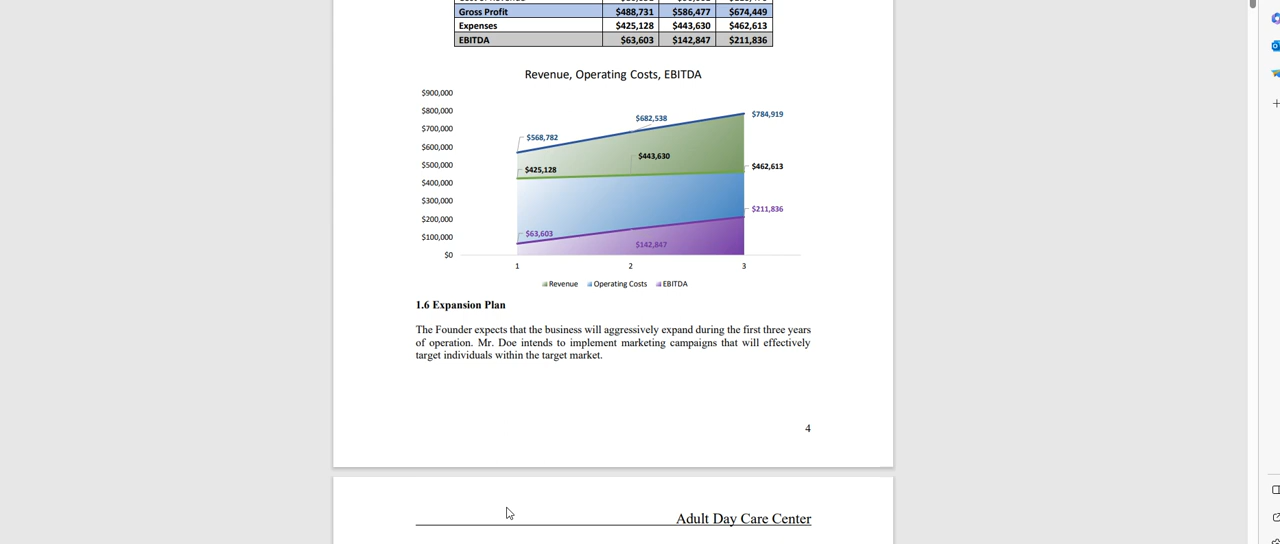 Gross Profit $488,731 $586,477 $674,449
Expenses $425,128 $443,630 $462,613
EBITDA $63,603 $142,847 $211,836
Revenue, Operating Costs, EBITDA
$900,000
$800,000
$700,000
$600,000
$500,000
$400,000
$300,000
$200,000
$100,000
$0
$568,782
$682,538
$784,919
$425,128
$443,630
$462,613
$63,603
$142,847
$211,836
1 2 3
Revenue Operating Costs EBITDA
1.6 Expansion Plan
The Founder expects that the business will aggressively expand during the first three years
of operation. Mr. Doe intends to implement marketing campaigns that will effectively
target individuals within the target market.
4
Adult Day Care Center